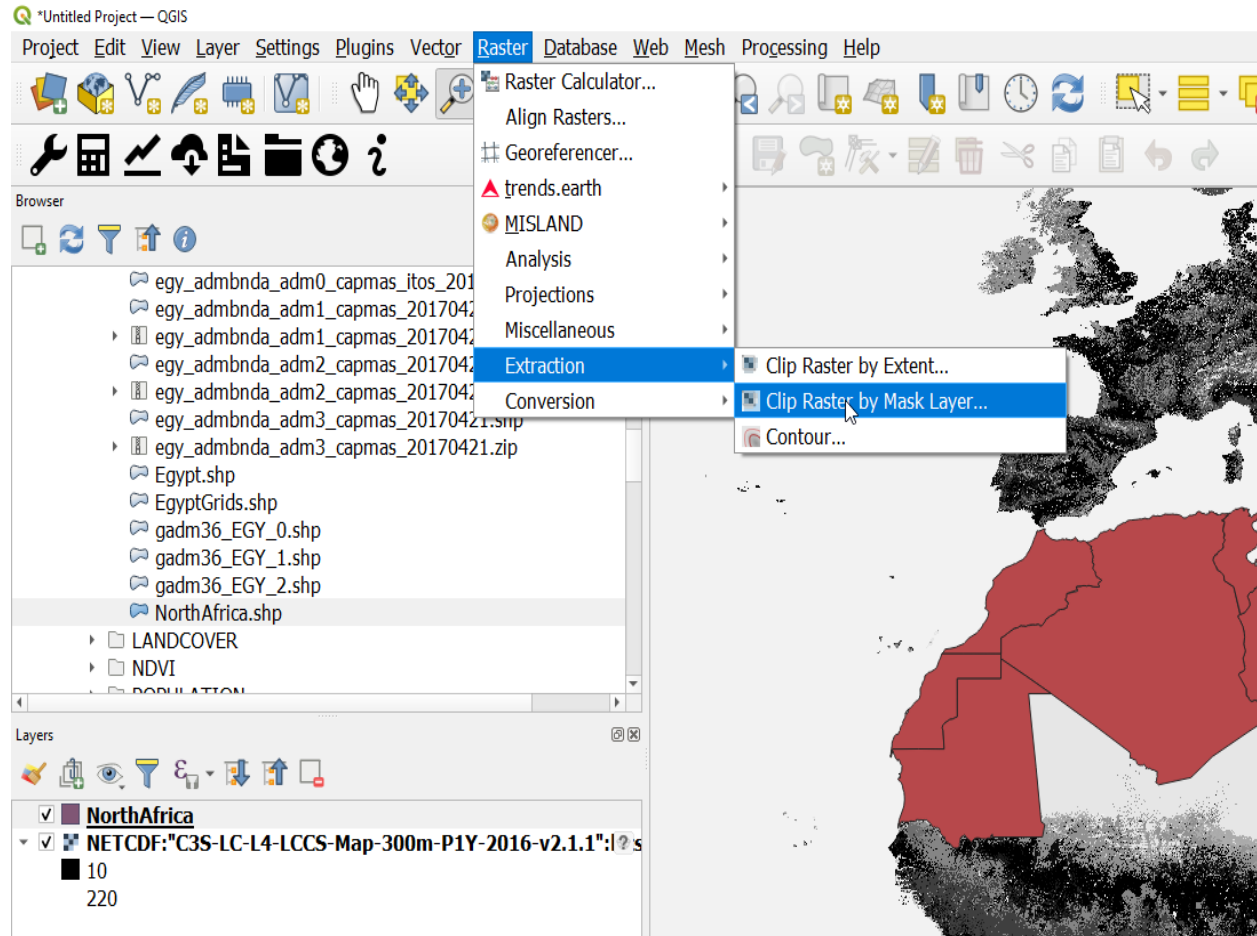 *Untitled Project — QGIS
Project Edit View Layer Settings Plugins Vector Raster Database Web Mesh Processing Help
Raster Calculator...
Align Rasters...
Georeferencer...
trends.earth
MISLAND
Analysis
Projections
Miscellaneous
Extraction
Conversion
Clip Raster by Extent...
Clip Raster by Mask Layer...
Contour...
Browser
egy_admbnda_adm0_capmas_itos_201
egy_admbnda_adm1_capmas_2017042
egy_admbnda_adm1_capmas_2017042
egy_admbnda_adm2_capmas_2017042
egy_admbnda_adm2_capmas_2017042
egy_admbnda_adm3_capmas_20170421.shp
egy_admbnda_adm3_capmas_20170421.zip
Egypt.shp
EgyptGrids.shp
gadm36_EGY_0.shp
gadm36_EGY_1.shp
gadm36_EGY_2.shp
NorthAfrica.shp
LANDCOVER
NDVI
POPULATION
Layers
NorthAfrica
NETCDF:"C3S-LC-L4-LCCS-Map-300m-P1Y-2016-v2.1.1":
10
220